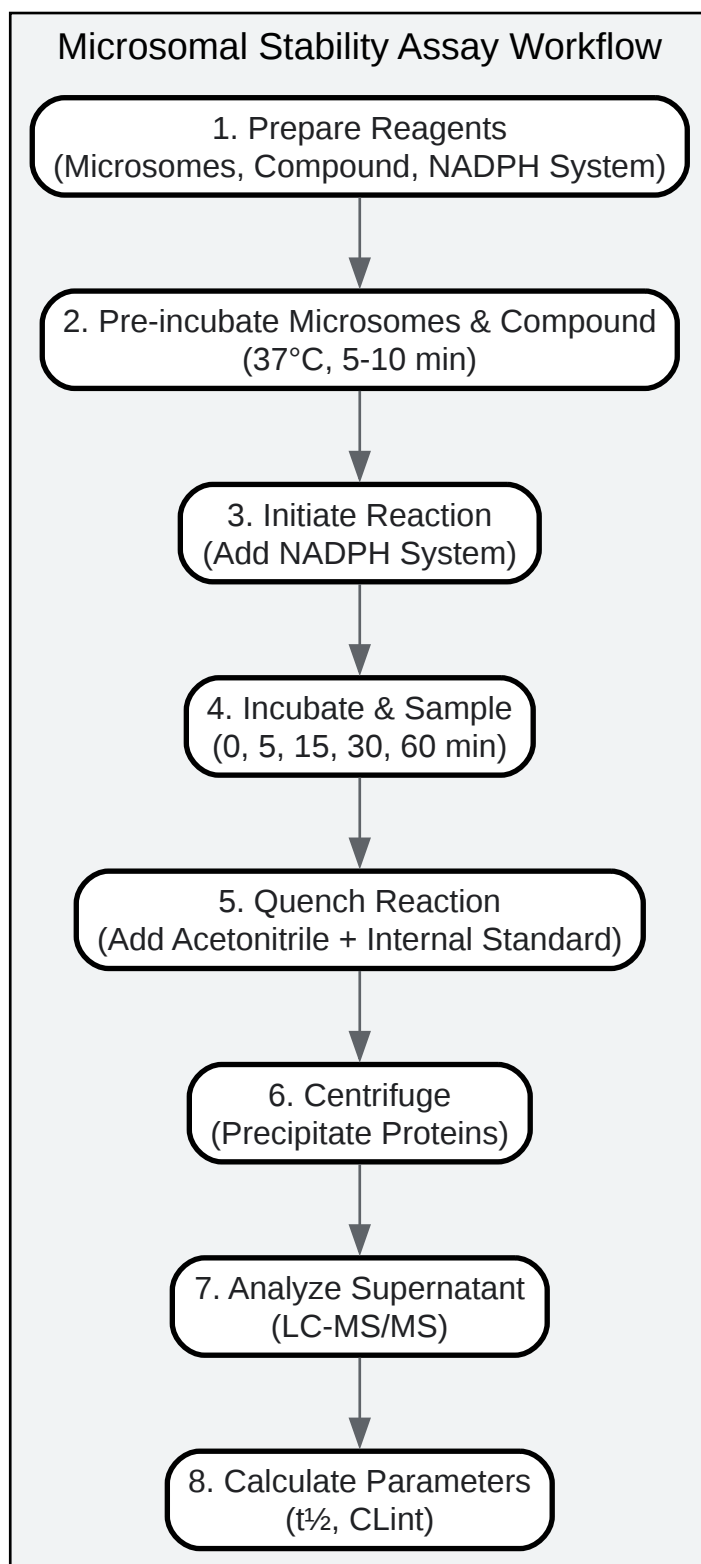 Microsomal Stability Assay Workflow
1. Prepare Reagents
(Microsomes, Compound, NADPH System)
2. Pre-incubate Microsomes & Compound
(37°C, 5-10 min)
3. Initiate Reaction
(Add NADPH System)
4. Incubate & Sample
(0, 5, 15, 30, 60 min)
5. Quench Reaction
(Add Acetonitrile + Internal Standard)
6. Centrifuge
(Precipitate Proteins)
7. Analyze Supernatant
(LC-MS/MS)
8. Calculate Parameters
(t½, CLint)